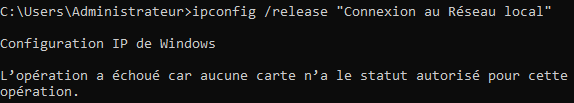 C:\Users\Administrateur>ipconfig /release "Connexion au Réseau local"
Configuration IP de Windows
L’opération a échoué car aucune carte n’a le statut autorisé pour cette
opération.